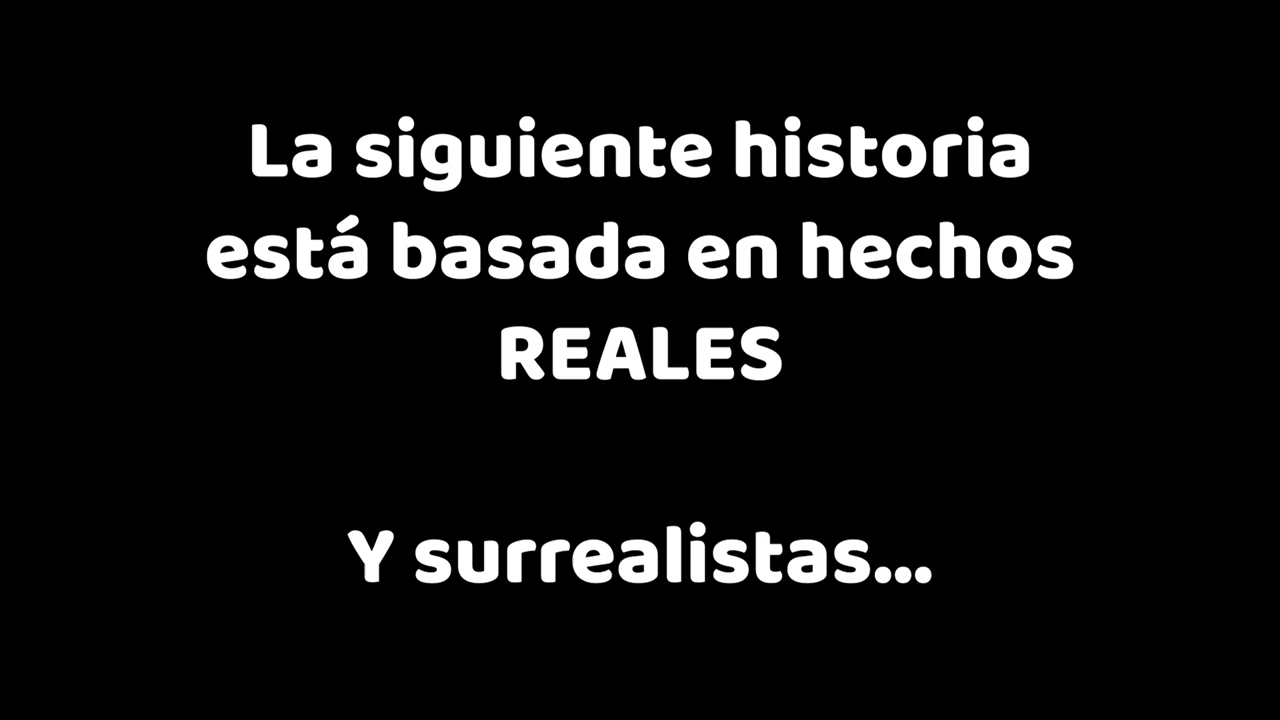 La siguiente historia
está basada en hechos
REALES
Y surrealistas...